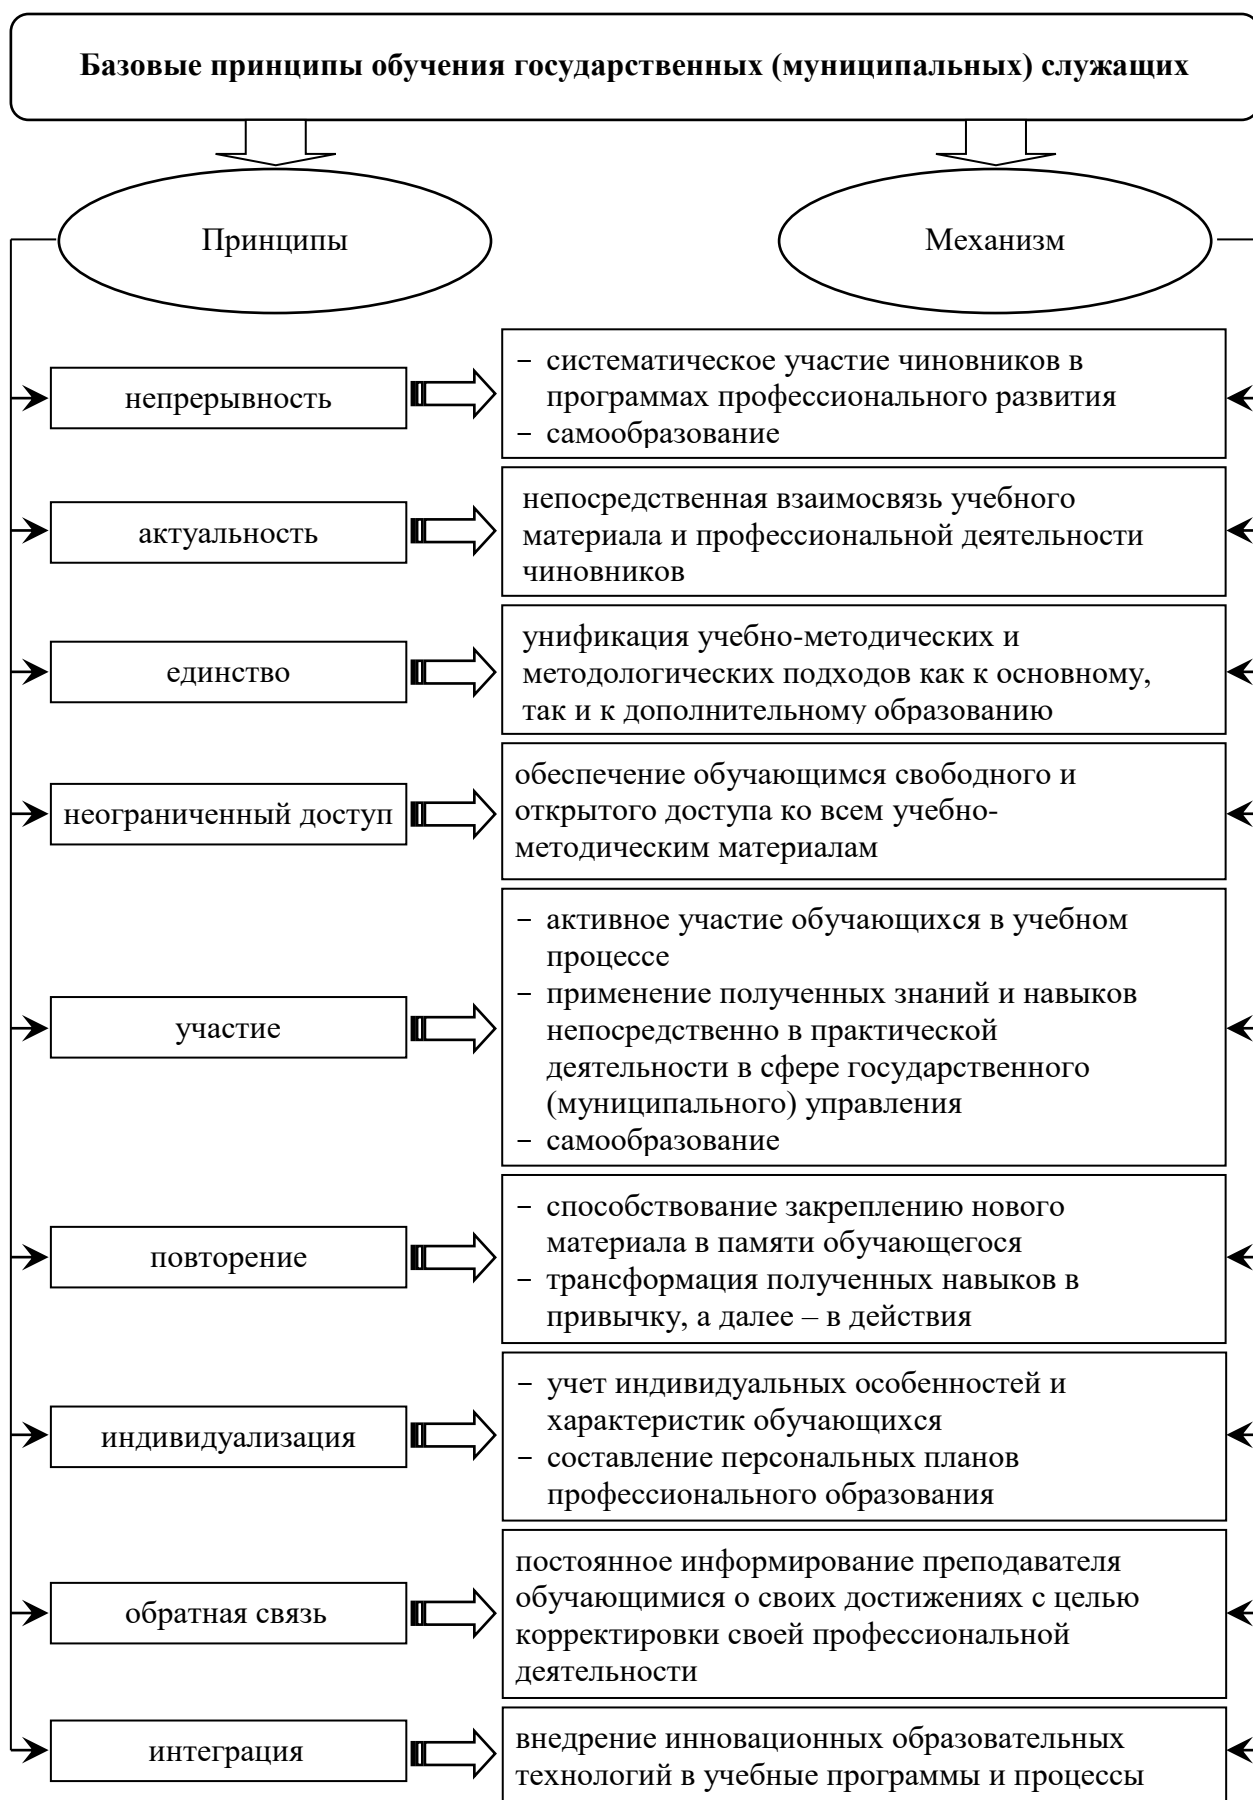 Базовые принципы обучения государственных (муниципальных) служащих
Принципы
Механизм
непрерывность
− систематическое участие чиновников в
программах профессионального развития
− самообразование
актуальность
непосредственная взаимосвязь учебного
материала и профессиональной деятельности
чиновников
единство
унификация учебно-методических и
методологических подходов как к основному,
так и к дополнительному образованию
неограниченный доступ
обеспечение обучающимся свободного и
открытого доступа ко всем учебно-
методическим материалам
участие
− активное участие обучающихся в учебном
процессе
− применение полученных знаний и навыков
непосредственно в практической
деятельности в сфере государственного
(муниципального) управления
− самообразование
повторение
− способствование закреплению нового
материала в памяти обучающегося
− трансформация полученных навыков в
привычку, а далее – в действия
индивидуализация
− учет индивидуальных особенностей и
характеристик обучающихся
− составление персональных планов
профессионального образования
обратная связь
постоянное информирование преподавателя
обучающимися о своих достижениях с целью
корректировки своей профессиональной
деятельности
интеграция
внедрение инновационных образовательных
технологий в учебные программы и процессы